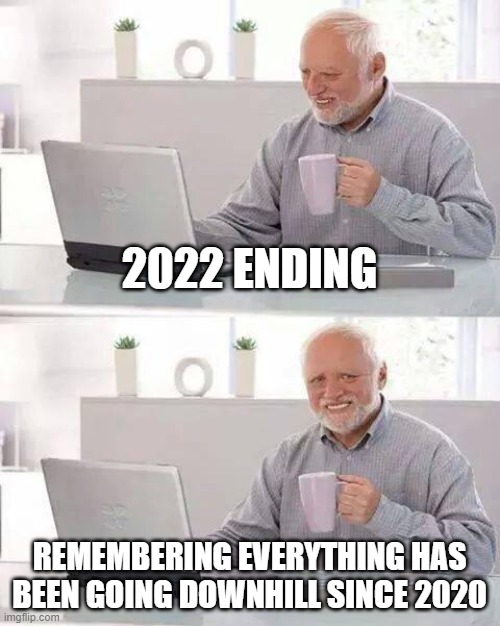 2022 ENDING
REMEMBERING EVERYTHING HAS
BEEN GOING DOWNHILL SINCE 2020
imgflip.com